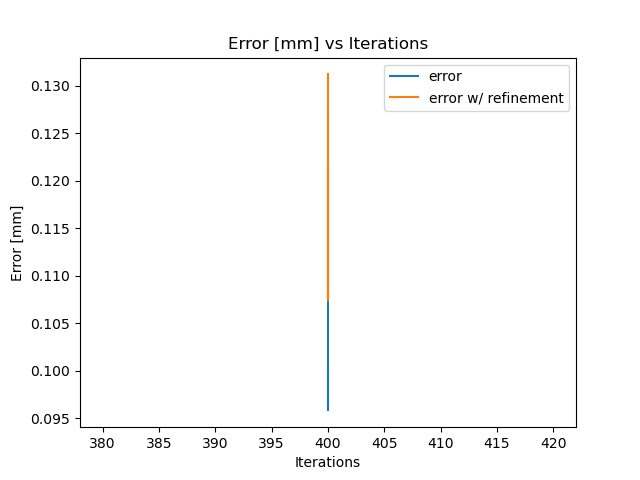 Error [mm] vs Iterations
error
error w/ refinement
Error [mm]
0.130
0.125
0.120
0.115
0.110
0.105
0.100
0.095
380 385 390 395 400 405 410 415 420
Iterations